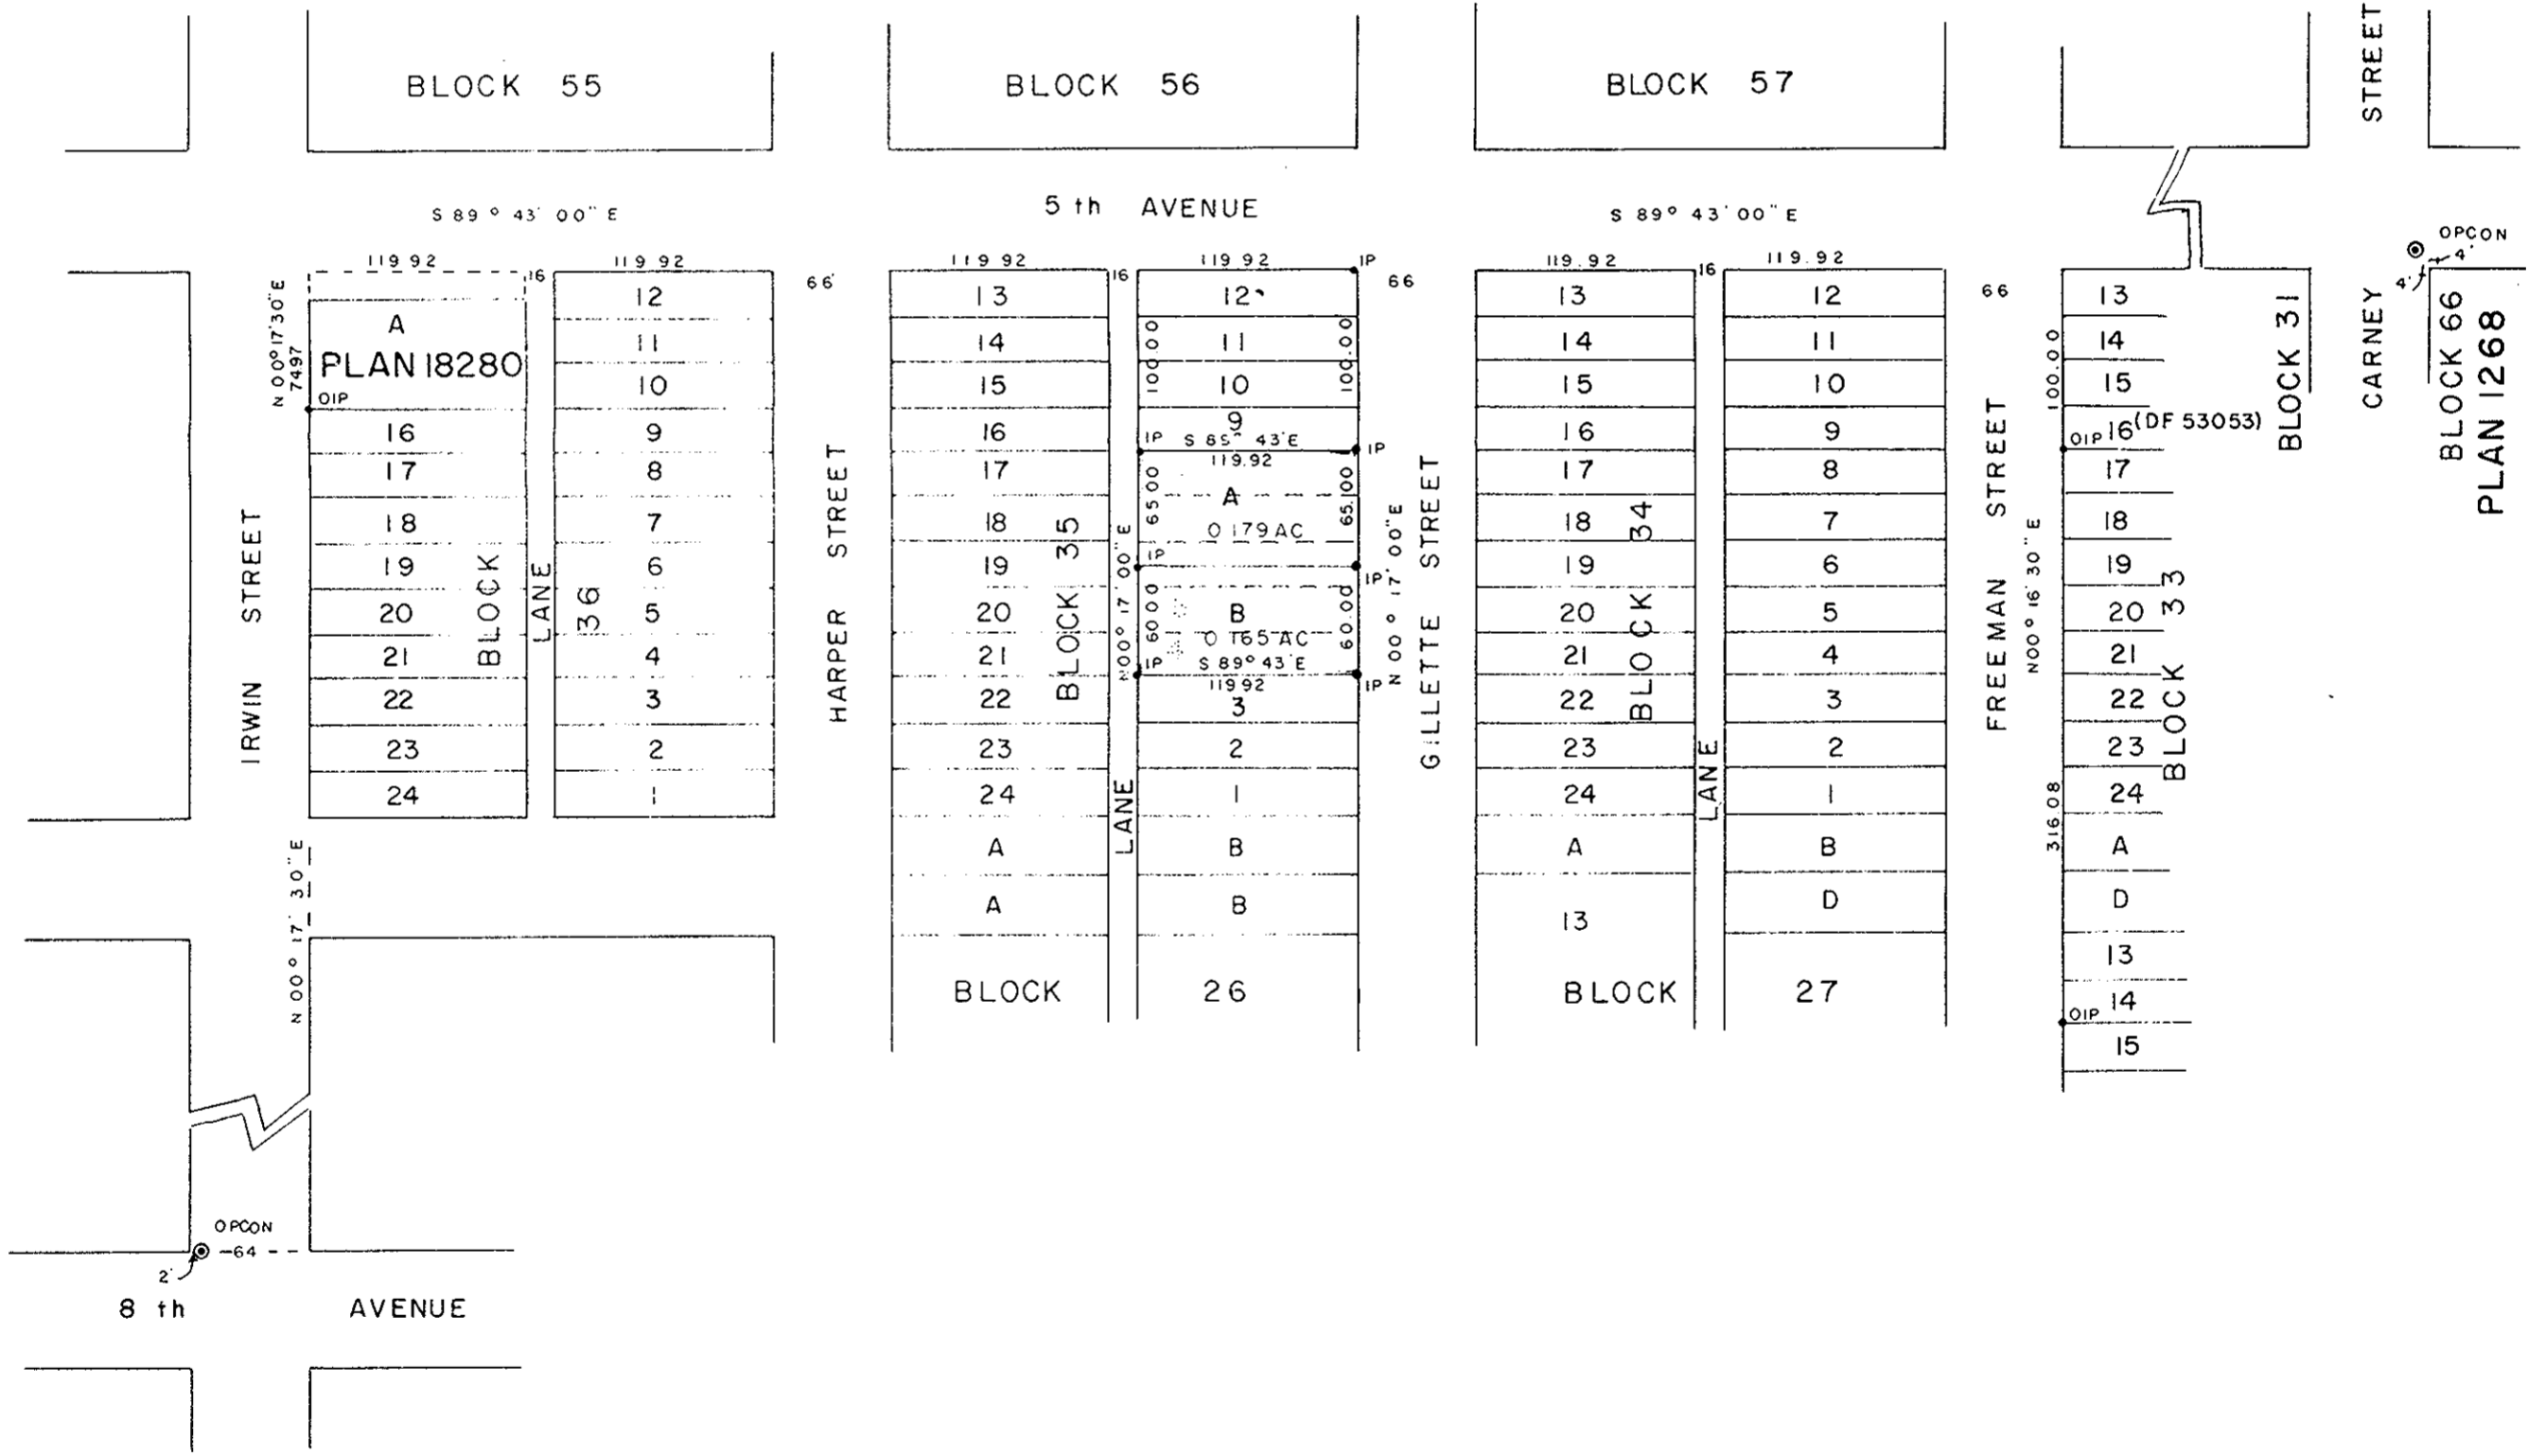 BLOCK 55
BLOCK 56
BLOCK 57
STREET
5 th AVENUE
S 89° 43' 00" E
S 89° 43' 00" E
OPCON
4'
4'
119 92
16
119 92
66'
119 92
16
119 92
IP
66
119.92
16
119.92
66
N 00° 17' 30" E
74.97
A
PLAN 18280
OIP
16
17
18
19
20
21
22
23
24
BLOCK 36
LANE
12
11
10
9
8
7
6
5
4
3
2
1
IRWIN STREET
HARPER STREET
13
14
15
16
17
18
19
20
21
22
23
24
A
A
BLOCK 35
LANE
N00° 17' 00" E
12
11
10
9
100.00
100.00
IP
S 89° 43' E
IP
119.92
65 00
A
65.00
0 179 AC
IP
IP
60 00
B
60.00
0 165 AC
IP
S 89° 43' E
IP
119 92
3
2
1
B
B
BLOCK 26
GILLETTE STREET
N 00° 17' 00" E
13
14
15
16
17
18
19
20
21
22
23
24
A
13
BLOCK 34
LANE
12
11
10
9
8
7
6
5
4
3
2
1
B
D
BLOCK 27
FREEMAN STREET
N00° 16' 30" E
100.00
316 08
13
14
15
OIP 16 (DF 53053)
17
18
19
20
21
22
23
24
A
D
13
14
OIP
15
BLOCK 33
BLOCK 31
CARNEY
BLOCK 66
PLAN 1268
N 00° 17' 30" E
OPCON
64
2'
8 th AVENUE